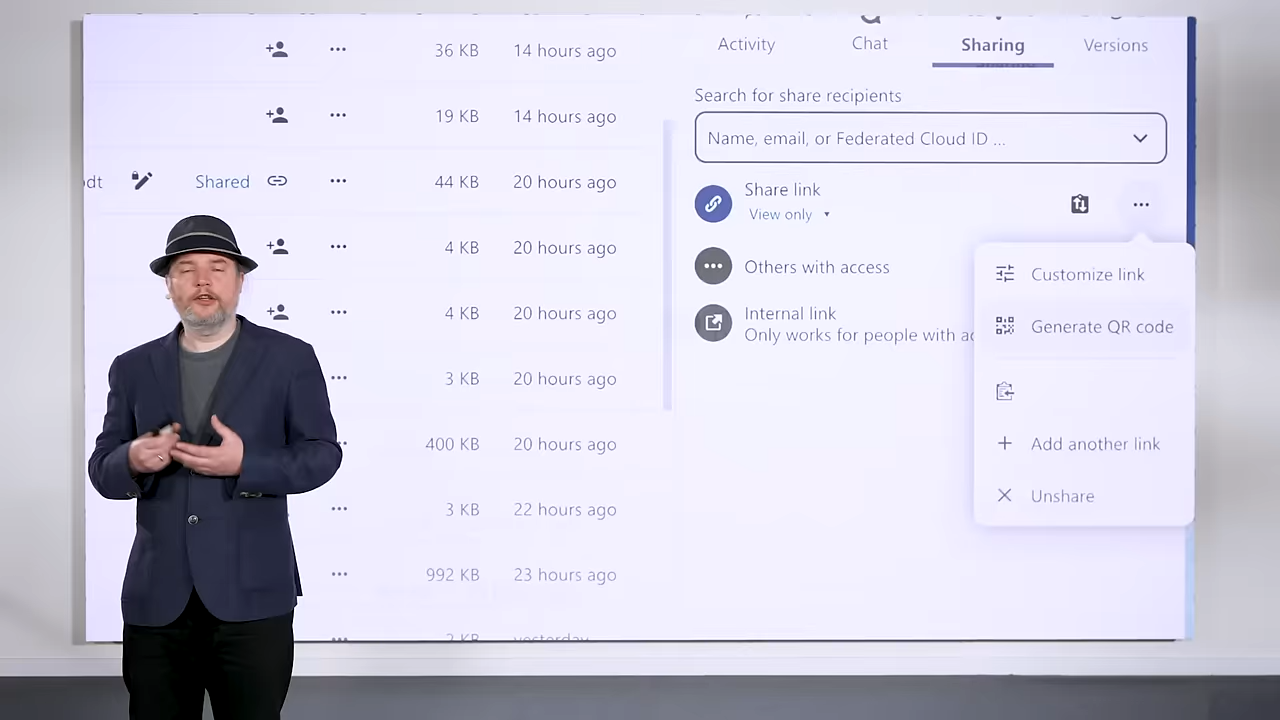 36 KB 14 hours ago
19 KB 14 hours ago
Shared 44 KB 20 hours ago
4 KB 20 hours ago
4 KB 20 hours ago
3 KB 20 hours ago
400 KB 20 hours ago
3 KB 22 hours ago
992 KB 23 hours ago
2 KB yesterday
Activity Chat Sharing Versions
Search for share recipients
Name, email, or Federated Cloud ID ...
Share link
View only
Others with access
Internal link
Only works for people with
Customize link
Generate QR code
Add another link
Unshare